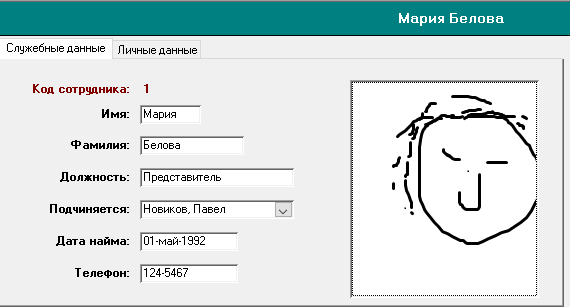 Мария Белова
Служебные данные Личные данные
Код сотрудника: 1
Имя: Мария
Фамилия: Белова
Должность: Представитель
Подчиняется: Новиков, Павел
Дата найма: 01-май-1992
Телефон: 124-5467